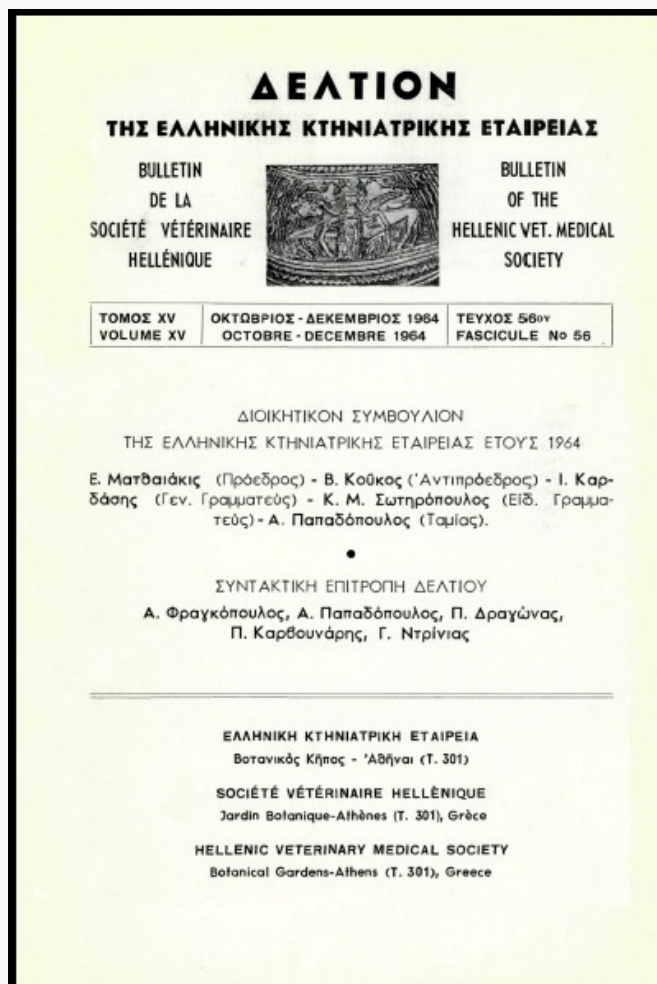 ΔΕΛΤΙΟΝ
ΤΗΣ ΕΛΛΗΝΙΚΗΣ ΚΤΗΝΙΑΤΡΙΚΗΣ ΕΤΑΙΡΕΙΑΣ
BULLETIN
DE LA
SOCIÉTÉ VÉTÉRINAIRE
HELLÉNIQUE
BULLETIN
OF THE
HELLENIC VET. MEDICAL
SOCIETY
ΤΟΜΟΣ XV
VOLUME XV
ΟΚΤΩΒΡΙΟΣ - ΔΕΚΕΜΒΡΙΟΣ 1964
OCTOBRE - DECEMBRE 1964
ΤΕΥΧΟΣ 56ον
FASCICULE No 56
ΔΙΟΙΚΗΤΙΚΟΝ ΣΥΜΒΟΥΛΙΟΝ
ΤΗΣ ΕΛΛΗΝΙΚΗΣ ΚΤΗΝΙΑΤΡΙΚΗΣ ΕΤΑΙΡΕΙΑΣ ΕΤΟΥΣ 1964
Ε. Ματθαιάκις (Πρόεδρος) - Β. Κοῦκος (Ἀντιπρόεδρος) - Ι. Καρ-
δάσης (Γεν. Γραμματεὺς) - Κ. Μ. Σωτηρόπουλος (Εἰδ. Γραμμα-
τεὺς) - Α. Παπαδόπουλος (Ταμίας).
ΣΥΝΤΑΚΤΙΚΗ ΕΠΙΤΡΟΠΗ ΔΕΛΤΙΟΥ
Α. Φραγκόπουλος, Α. Παπαδόπουλος, Π. Δραγώνας,
Π. Καρβουνάρης, Γ. Ντρίνιας
ΕΛΛΗΝΙΚΗ ΚΤΗΝΙΑΤΡΙΚΗ ΕΤΑΙΡΕΙΑ
Βοτανικὸς Κῆπος - Ἀθῆναι (Τ. 301)
SOCIÉTÉ VÉTÉRINAIRE HELLÈNIQUE
Jardin Botanique-Athènes (T. 301), Grèce
HELLENIC VETERINARY MEDICAL SOCIETY
Botanical Gardens-Athens (T. 301), Greece